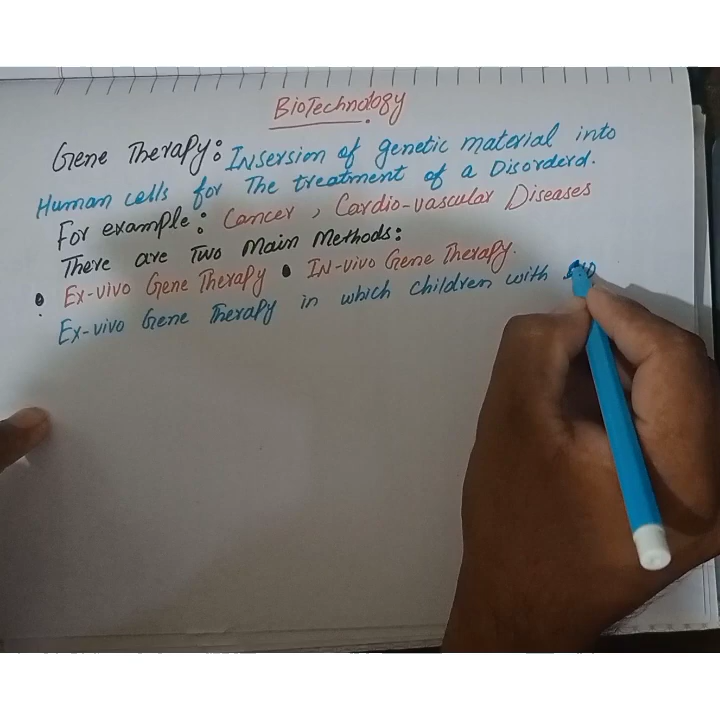 BioTechnology
Gene Therapy: Insersion of genetic material into
Human cells for The treatment of a Disorderd.
For example: Cancer, Cardio-vascular Diseases
There are Two Main Methods:
• Ex-vivo Gene Therapy • IN-vivo Gene Therapy.
Ex-vivo Gene Therapy in which children with